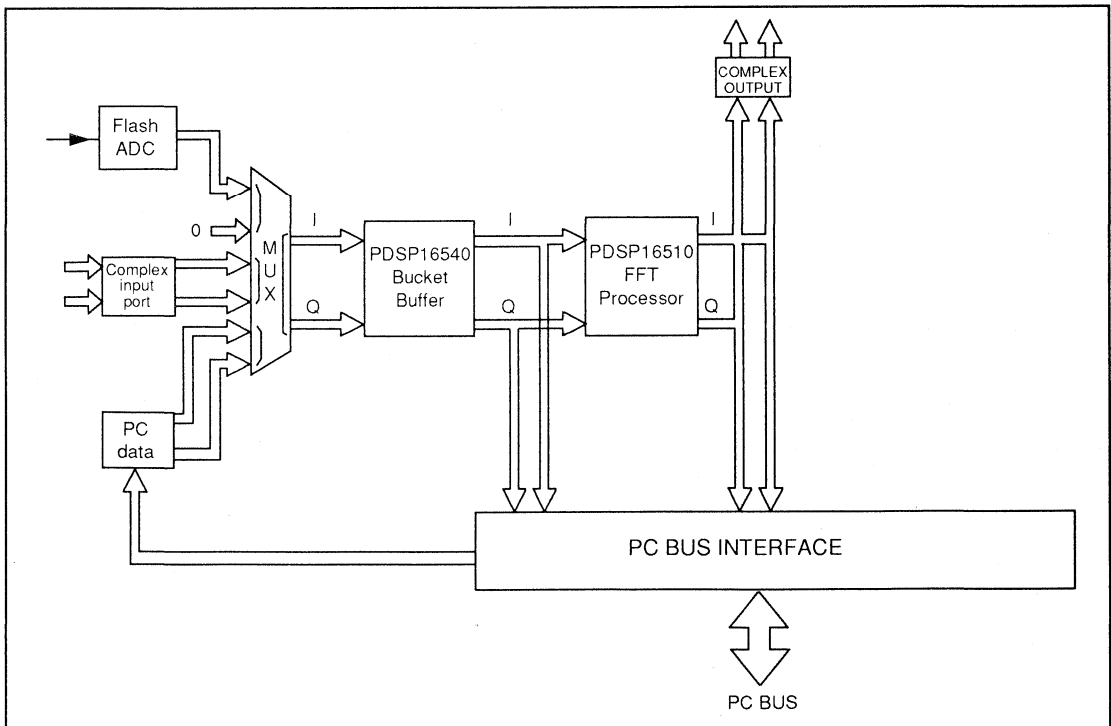 COMPLEX
OUTPUT
Flash
ADC
0
Complex
input
port
PC
data
M
U
X
I
Q
PDSP16540
Bucket
Buffer
I
Q
PDSP16510
FFT
Processor
I
Q
PC BUS INTERFACE
PC BUS